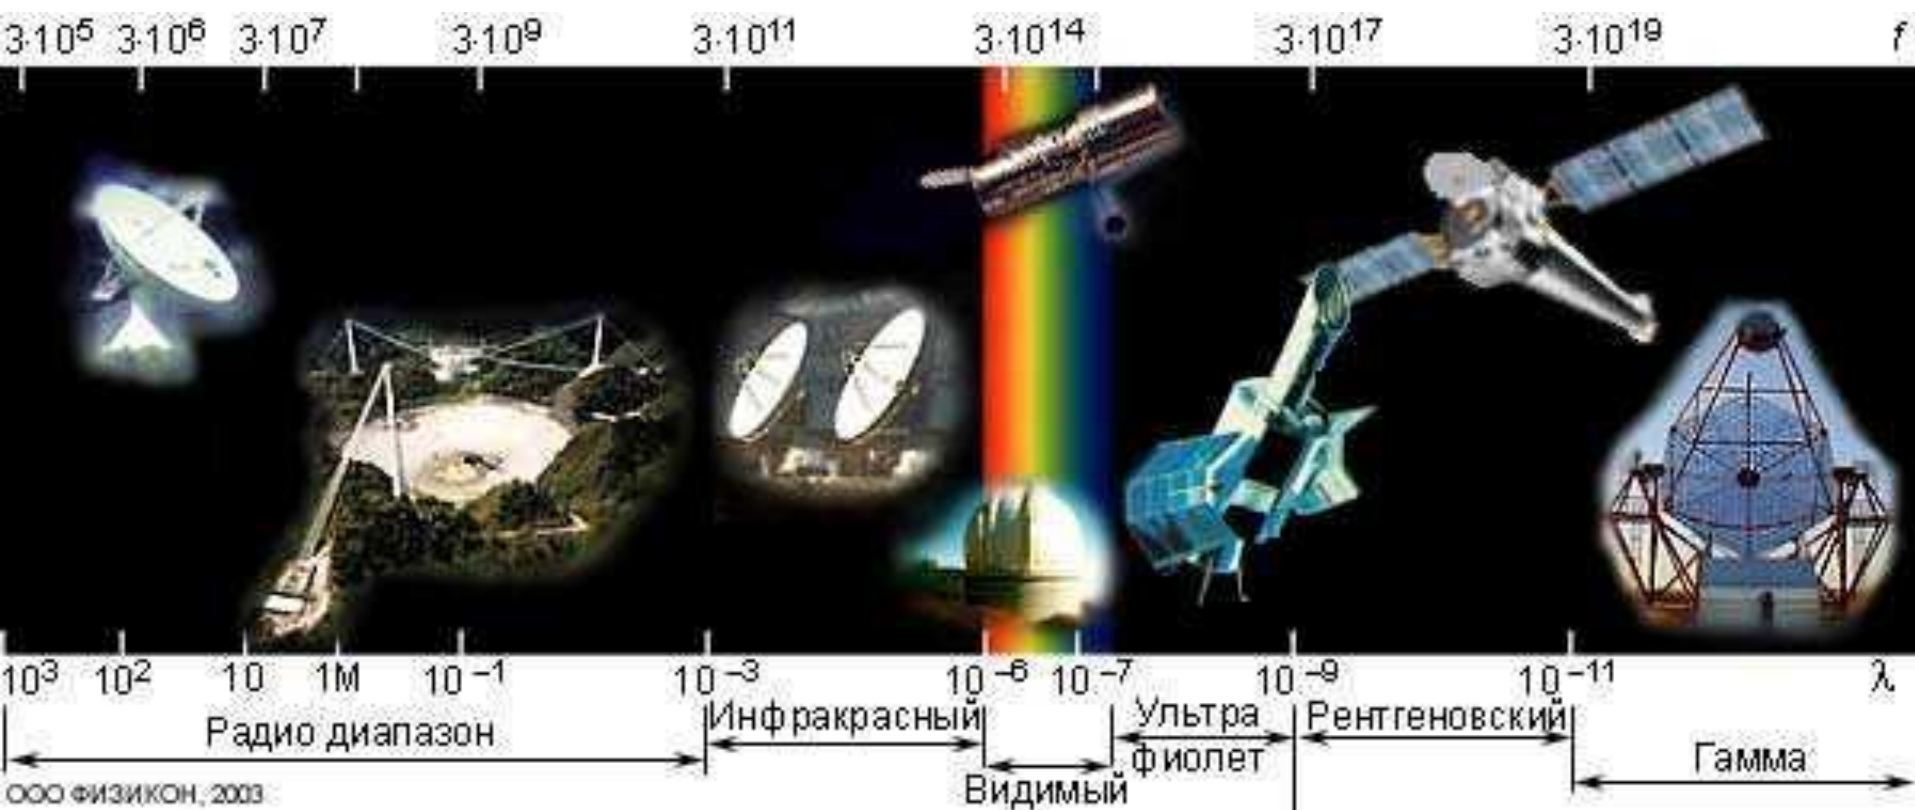 3·10⁵ 3·10⁶ 3·10⁷ 3·10⁹ 3·10¹¹ 3·10¹⁴ 3·10¹⁷ 3·10¹⁹ f
10³ 10² 10 1М 10⁻¹ 10⁻³ 10⁻⁶ 10⁻⁷ 10⁻⁹ 10⁻¹¹ λ
Радио диапазон
Инфракрасный
Видимый
Ультра
фиолет
Рентгеновский
Гамма
ООО ФИЗИКОН, 2003